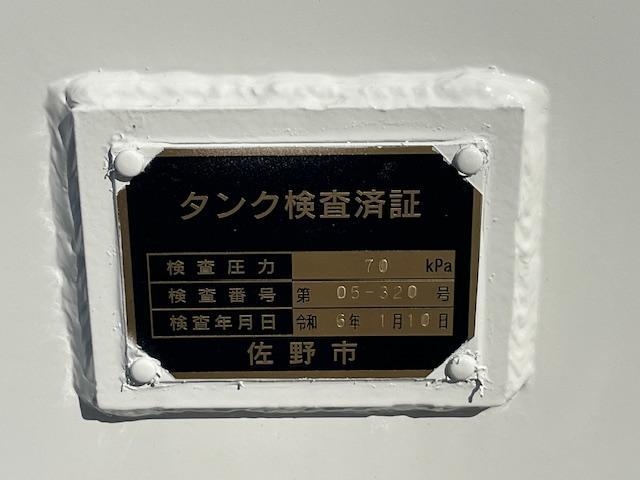 タンク検査済証
検査圧力 70 kPa
検査番号 第 05-320 号
検査年月日 令和 6年 1月10日
佐野市